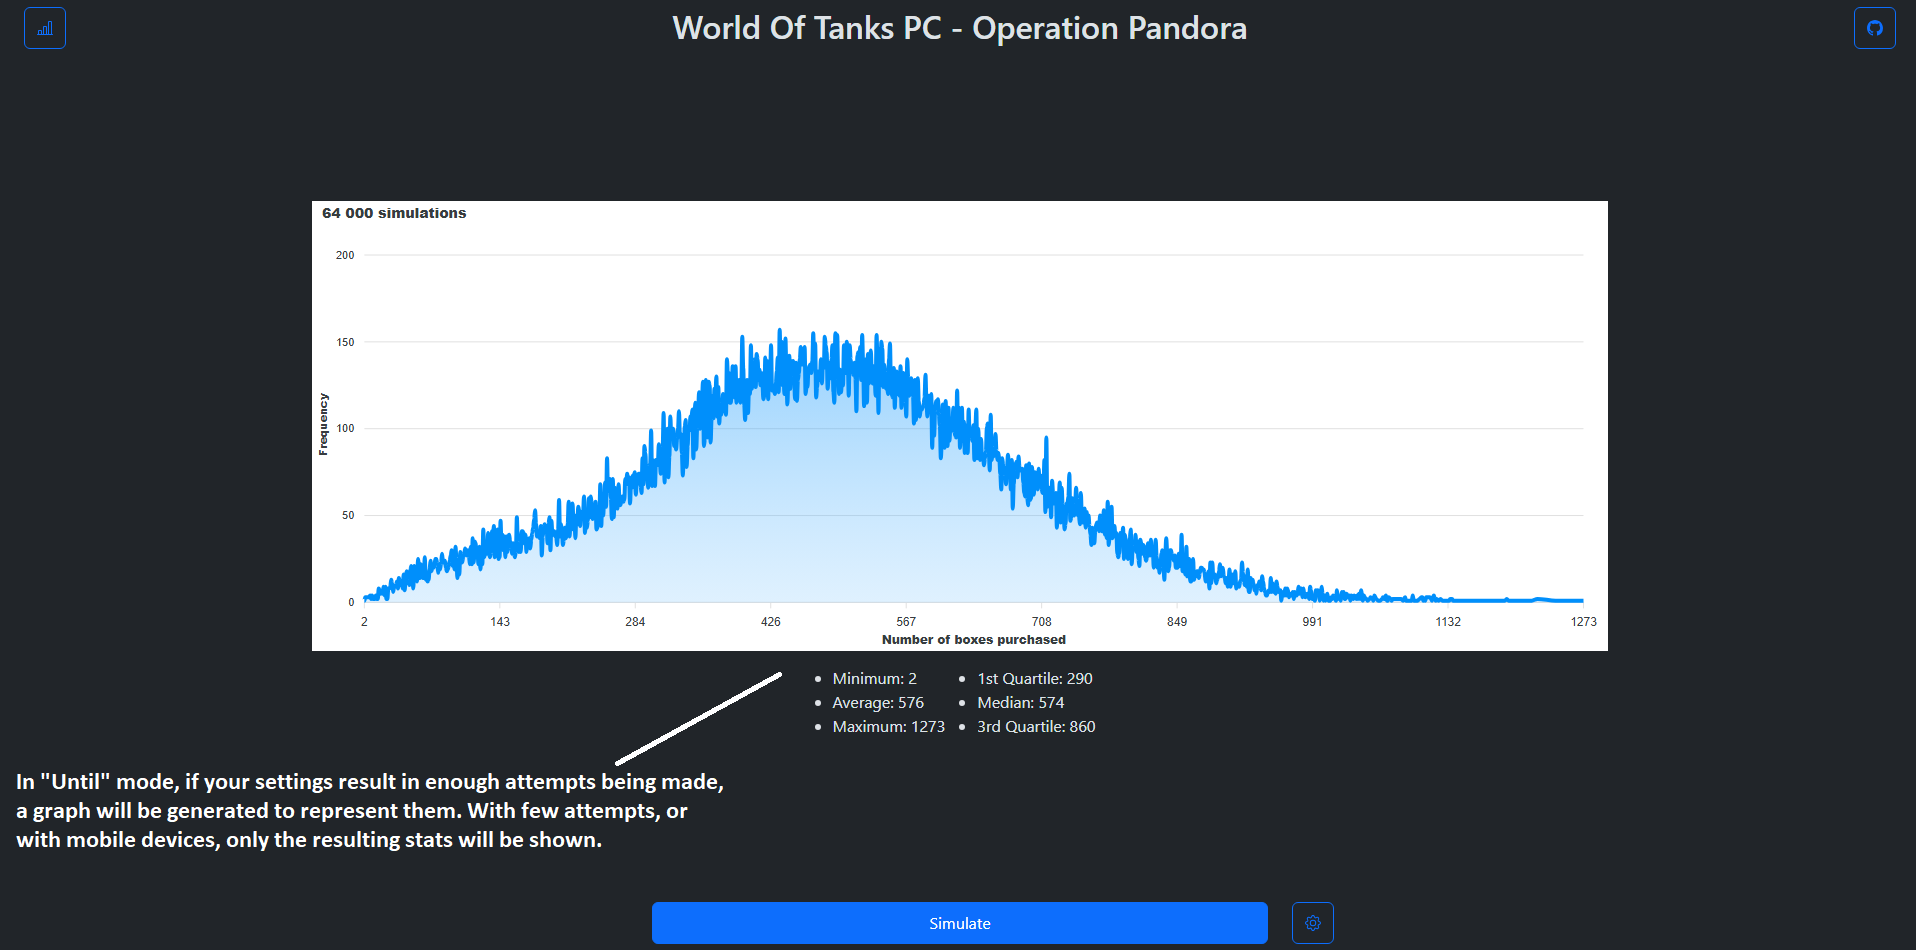 World Of Tanks PC - Operation Pandora
64 000 simulations
200
150
100
50
0
Frequency
2 143 284 426 567 708 849 991 1132 1273
Number of boxes purchased
Minimum: 2
Average: 576
Maximum: 1273
1st Quartile: 290
Median: 574
3rd Quartile: 860
In "Until" mode, if your settings result in enough attempts being made,
a graph will be generated to represent them. With few attempts, or
with mobile devices, only the resulting stats will be shown.
Simulate